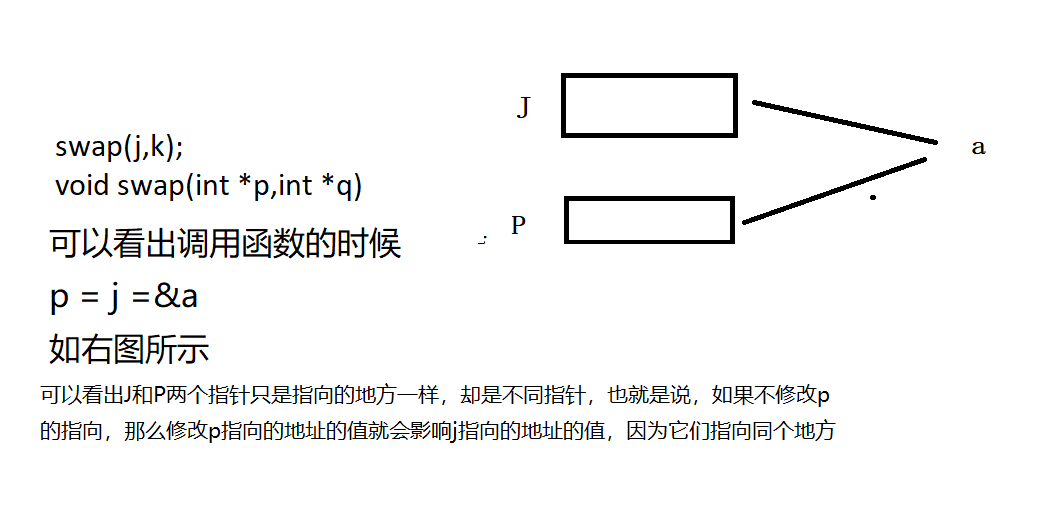 swap(j,k);
void swap(int *p,int *q)
可以看出调用函数的时候
p = j =&a
如右图所示
J
P
a
可以看出J和P两个指针只是指向的地方一样，却是不同指针，也就是说，如果不修改p
的指向，那么修改p指向的地址的值就会影响j指向的地址的值，因为它们指向同个地方